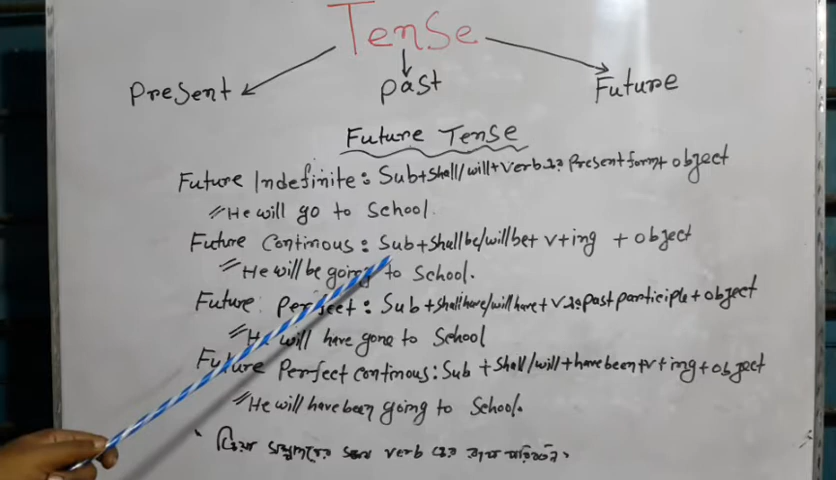 Tense
Present Past Future
Future Tense
Future Indefinite: Sub+shall/will+verb এর Present form+ object
He will go to School.
Future Continous: Sub+shall be/will be+ v+ing + object
He will be going to School.
Future Perfect: Sub+shall have/will have+ V এর past participle + object
He will have gone to School
Future Perfect continous: Sub + Shall/will+have been+v+ing+object
He will have been going to School.
verb